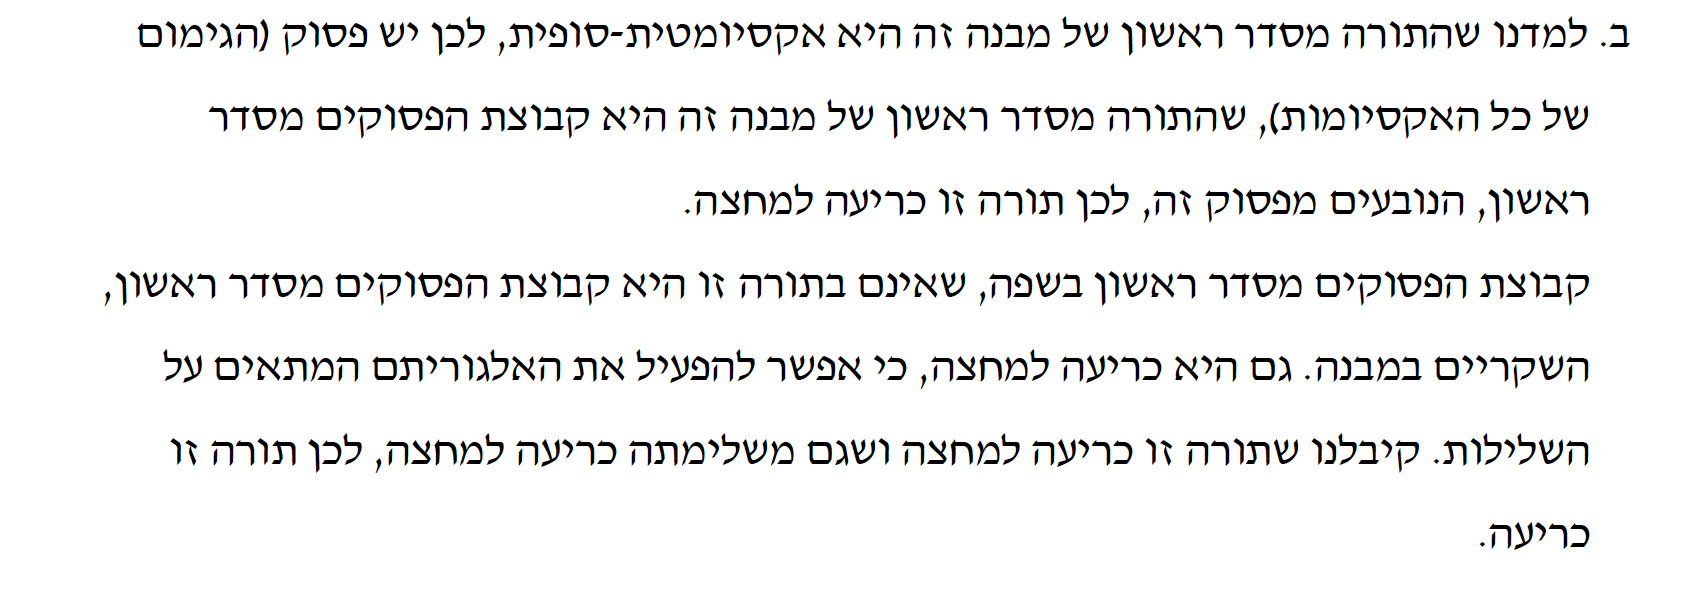 ב. למדנו שהתורה מסדר ראשון של מבנה זה היא אקסיומטית-סופית, לכן יש פסוק (הגימום
של כל האקסיומות), שהתורה מסדר ראשון של מבנה זה היא קבוצת הפסוקים מסדר
ראשון, הנובעים מפסוק זה, לכן תורה זו כריעה למחצה.
קבוצת הפסוקים מסדר ראשון בשפה, שאינם בתורה זו היא קבוצת הפסוקים מסדר ראשון,
השקריים במבנה. גם היא כריעה למחצה, כי אפשר להפעיל את האלגוריתם המתאים על
השלילות. קיבלנו שתורה זו כריעה למחצה ושגם משלימתה כריעה למחצה, לכן תורה זו
כריעה.